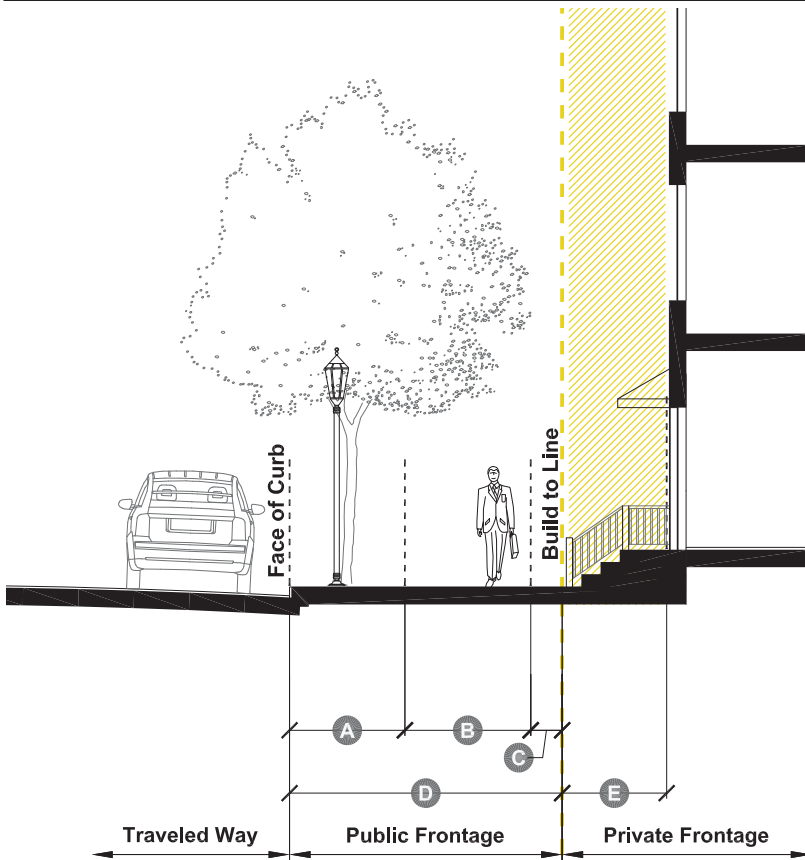 Face of Curb
Build to Line
A
B
C
D
E
Traveled Way
Public Frontage
Private Frontage